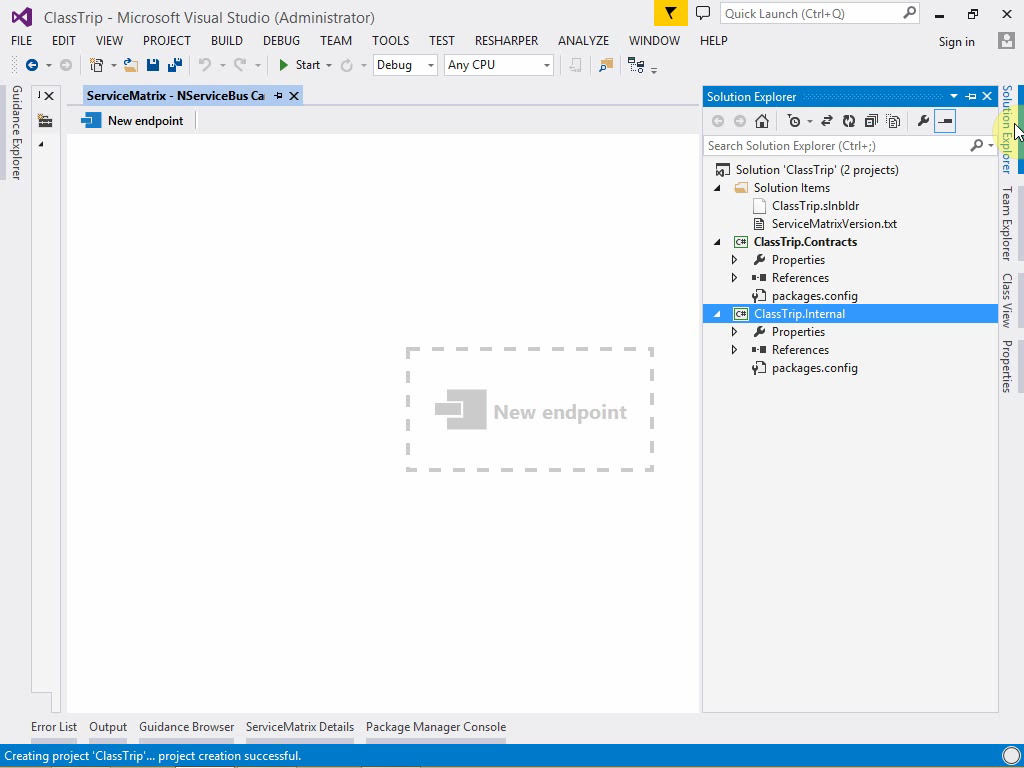 ClassTrip - Microsoft Visual Studio (Administrator)
Quick Launch (Ctrl+Q)
FILE EDIT VIEW PROJECT BUILD DEBUG TEAM TOOLS TEST RESHARPER ANALYZE WINDOW HELP
Sign in
Start Debug Any CPU
Guidance Explorer
ServiceMatrix - NServiceBus Ca
New endpoint
New endpoint
Solution Explorer
Search Solution Explorer (Ctrl+;)
Solution 'ClassTrip' (2 projects)
Solution Items
ClassTrip.slnbldr
ServiceMatrixVersion.txt
C# ClassTrip.Contracts
Properties
References
packages.config
C# ClassTrip.Internal
Properties
References
packages.config
Solution Explorer
Team Explorer
Class View
Properties
Error List Output Guidance Browser ServiceMatrix Details Package Manager Console
Creating project 'ClassTrip'... project creation successful.